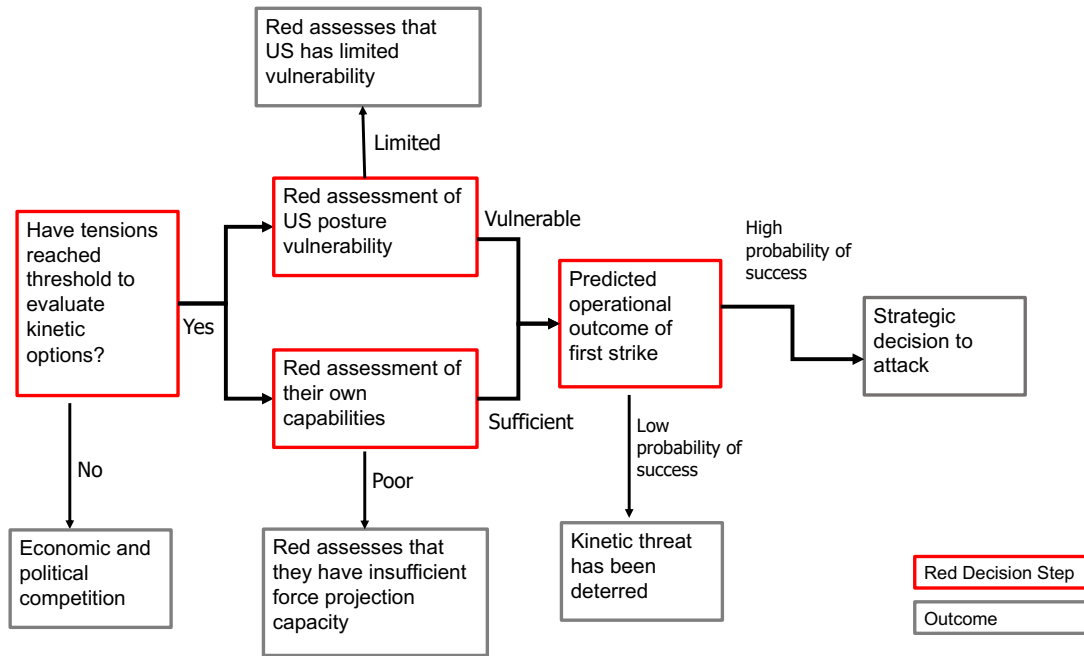 Red assesses that
US has limited
vulnerability
Limited
Red assessment of
US posture
vulnerability
Vulnerable
Have tensions
reached
threshold to
evaluate
kinetic
options?
Yes
No
Economic and
political
competition
Red assessment of
their own
capabilities
Sufficient
Poor
Red assesses that
they have insufficient
force projection
capacity
Predicted
operational
outcome of
first strike
High
probability of
success
Strategic
decision to
attack
Low
probability of
success
Kinetic threat
has been
deterred
Red Decision Step
Outcome